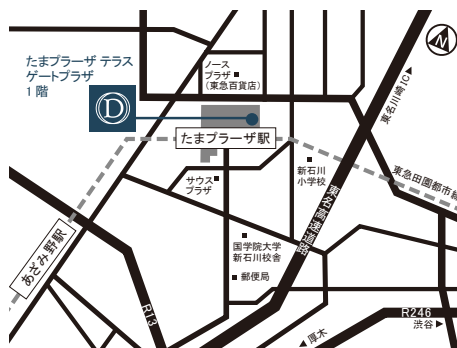 たまプラーザ テラス
ゲートプラザ
1階
D
ノース
プラザ
（東急百貨店）
N
東名川崎IC▶
たまプラーザ駅
サウス
プラザ
新石川
小学校
東急田園都市線
東名高速道路
あざみ野駅
国学院大学
新石川校舎
郵便局
R13
R246
渋谷▶
◀厚木